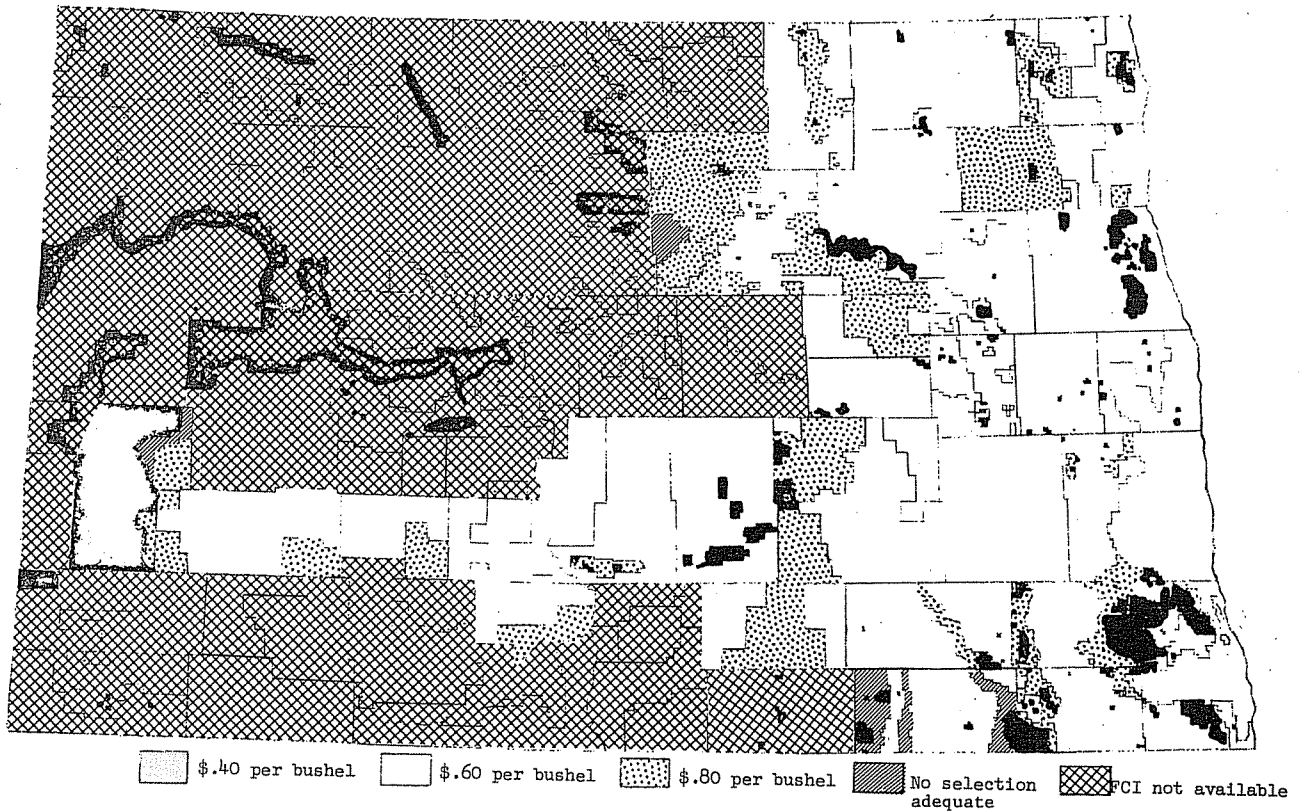 $.40 per bushel
$.60 per bushel
$.80 per bushel
No selection
adequate
FCI not available